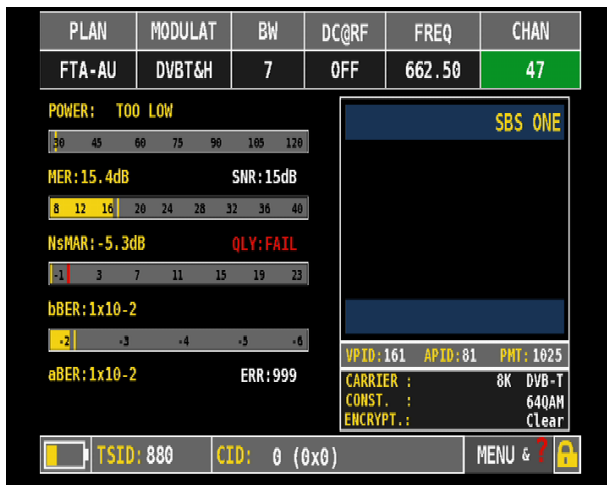 PLAN MODULAT BW DC@RF FREQ CHAN
FTA-AU DVBT&H 7 OFF 662.50 47
POWER: TOO LOW
30 45 60 75 90 105 120
SBS ONE
MER:15.4dB SNR:15dB
8 12 16 20 24 28 32 36 40
NsMAR:-5.3dB QLY:FAIL
-1 3 7 11 15 19 23
bBER:1x10-2
-2 -3 -4 -5 -6
VPID:161 APID:81 PMT:1025
aBER:1x10-2 ERR:999
CARRIER : 8K DVB-T
CONST. : 64QAM
ENCRYPT.: Clear
TSID:880 CID: 0 (0x0) MENU & ?